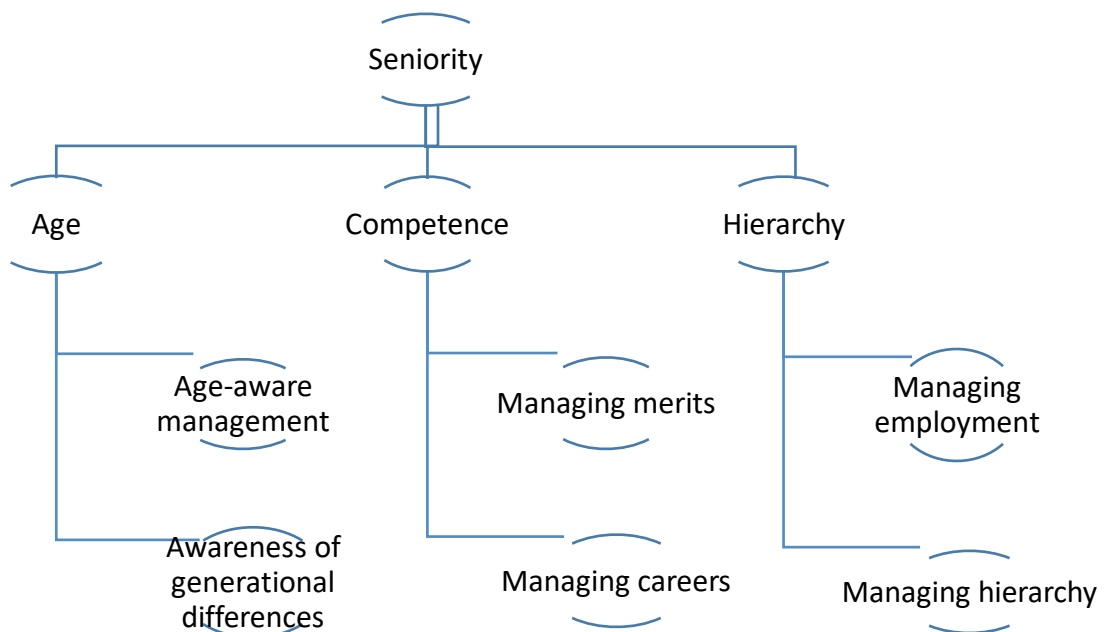 Seniority
Age
Competence
Hierarchy
Age-aware
management
Managing merits
Managing
employment
Awareness of
generational
differences
Managing careers
Managing hierarchy